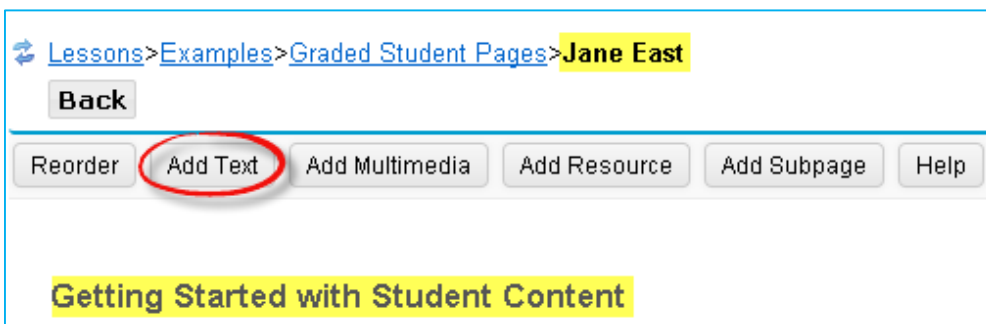 Lessons>Examples>Graded Student Pages>Jane East
Back
Reorder Add Text Add Multimedia Add Resource Add Subpage Help
Getting Started with Student Content